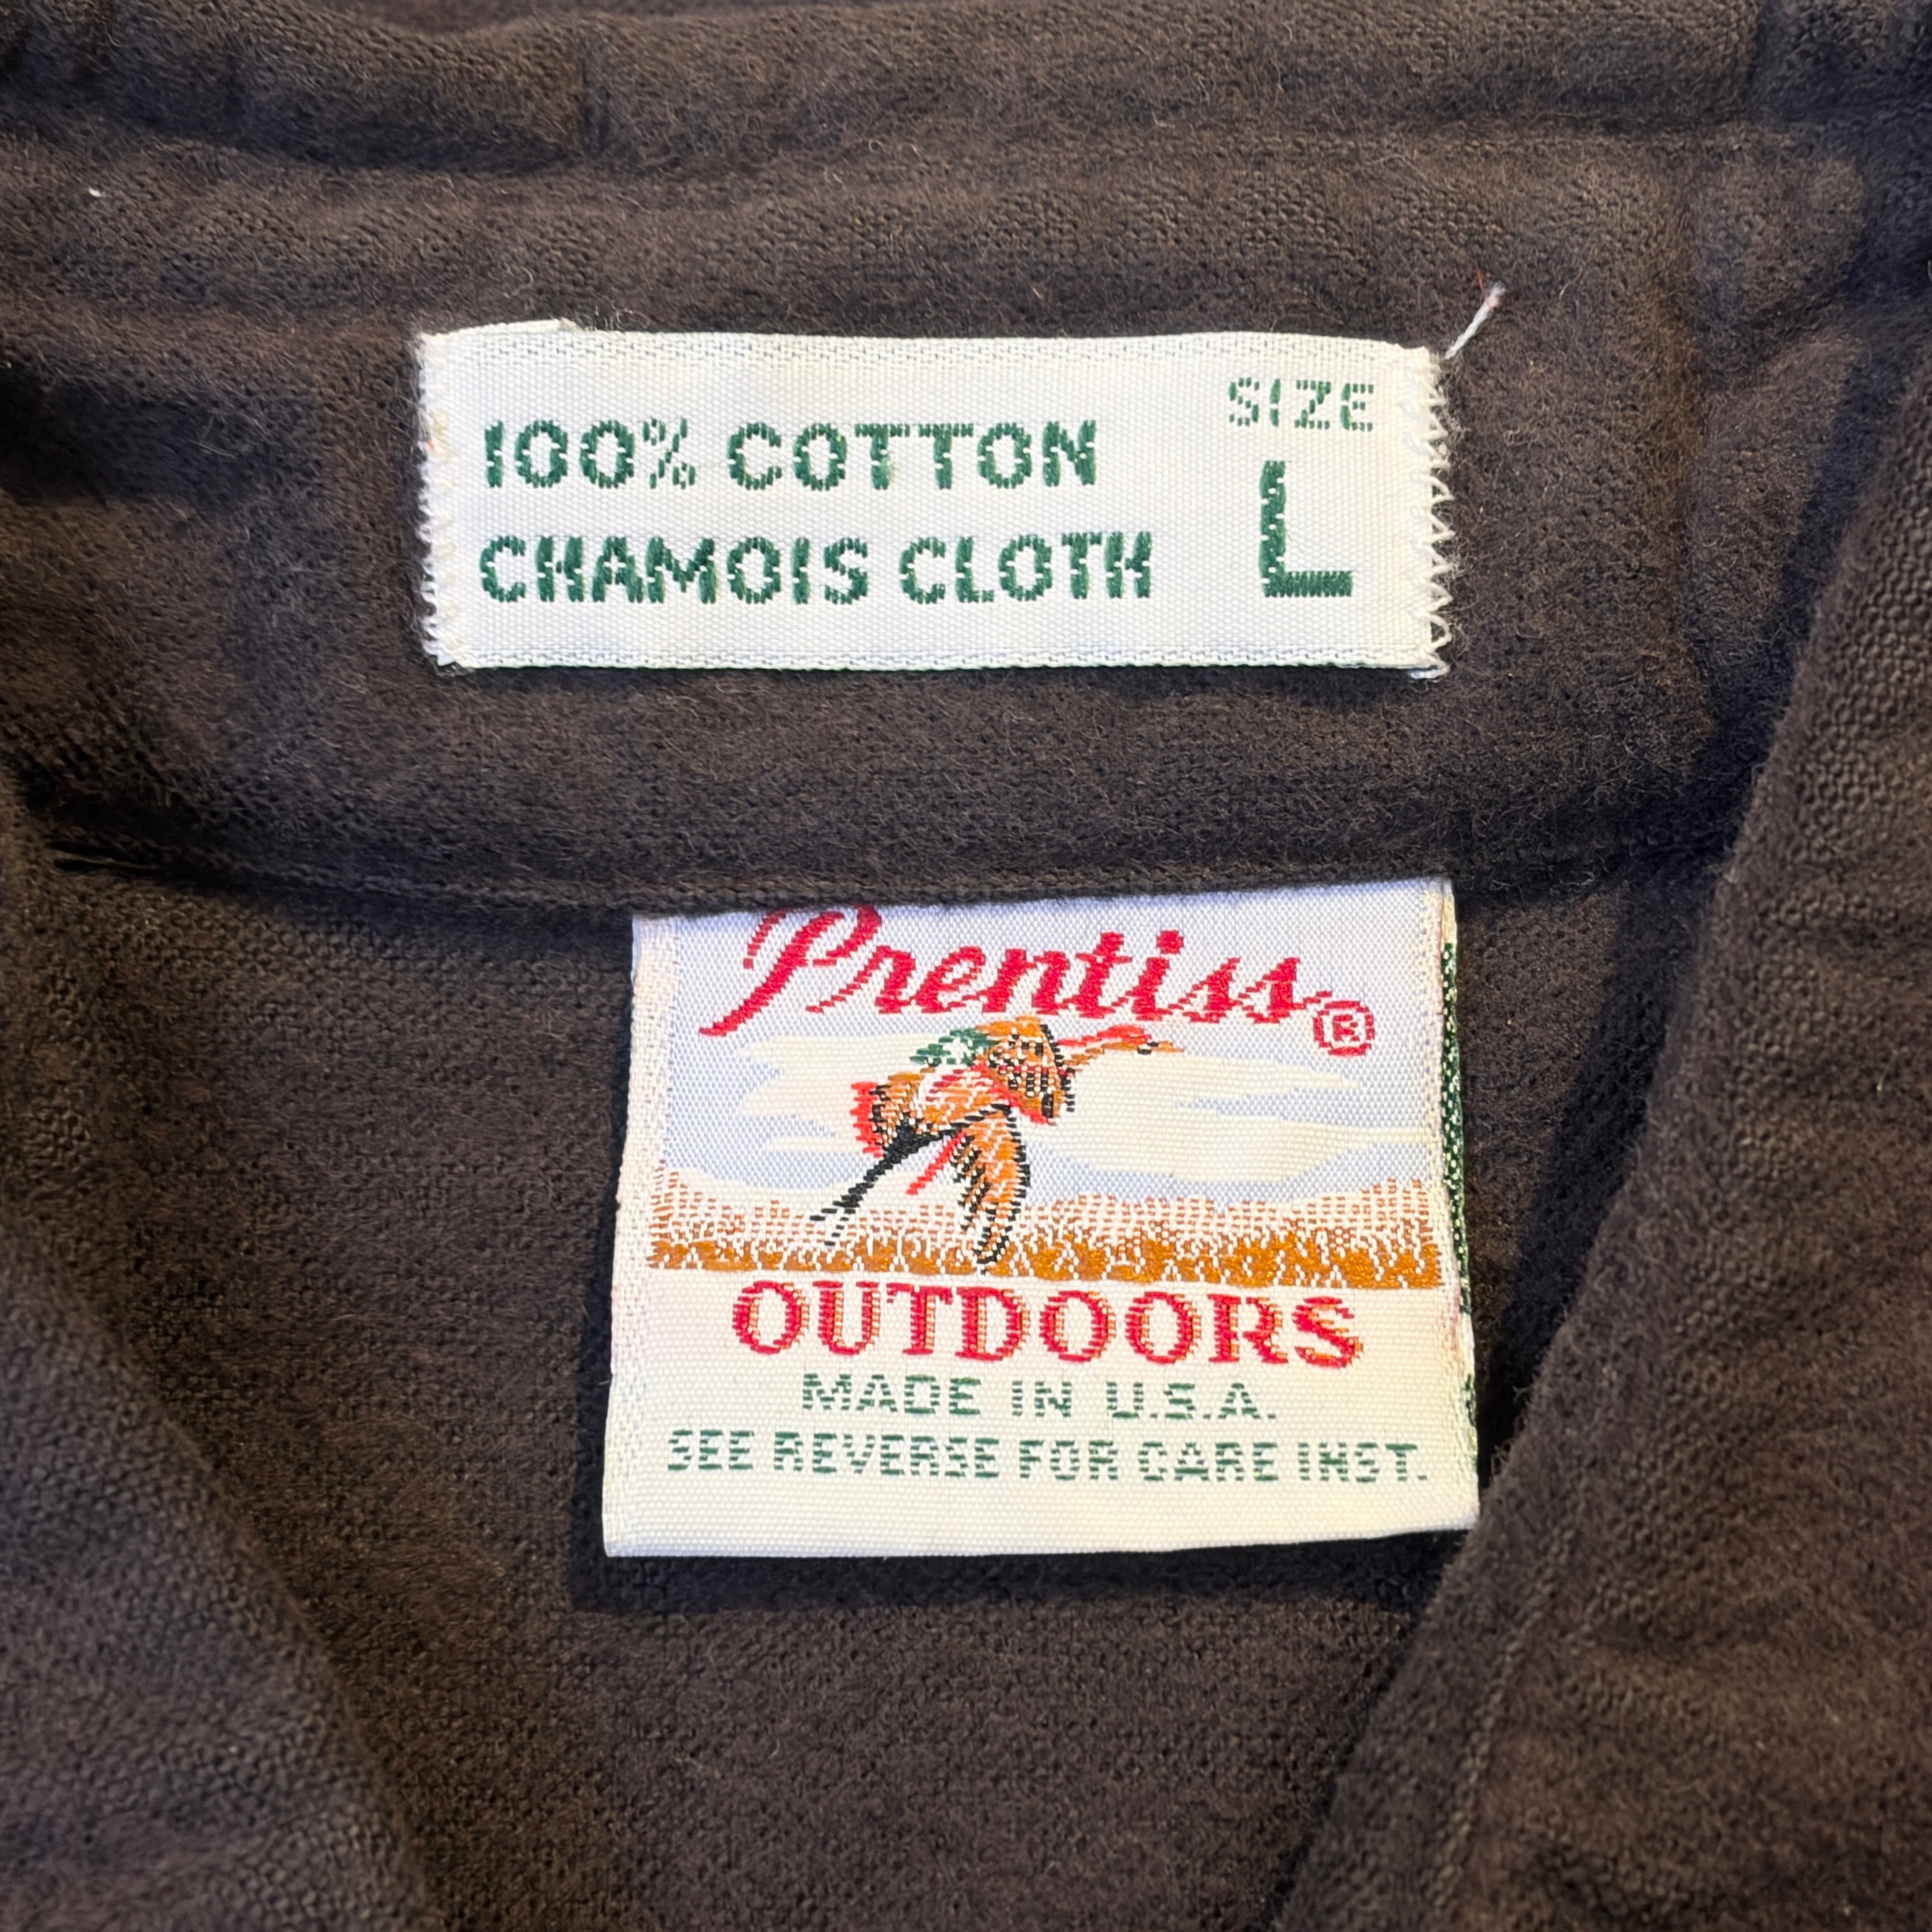 100% COTTON
CHAMOIS CLOTH
SIZE
L
Prentiss®
OUTDOORS
MADE IN U.S.A.
SEE REVERSE FOR CARE INST.